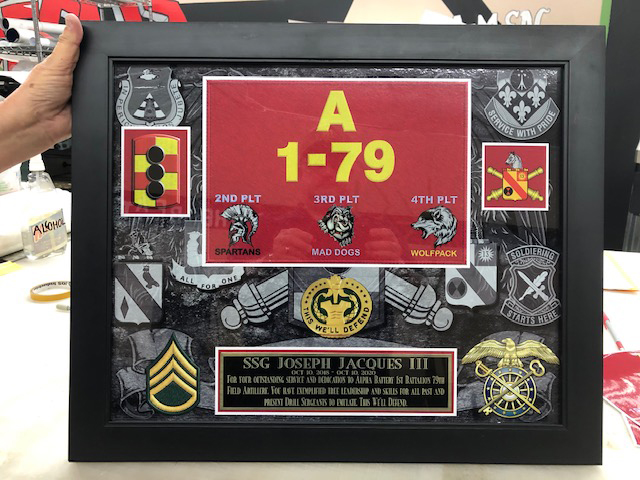 A
1-79
2ND PLT
3RD PLT
4TH PLT
SPARTANS
MAD DOGS
WOLFPACK
SERVICE WITH PRIDE
ALL FOR ONE
THIS WE'LL DEFEND
SOLDIERING
STARTS HERE
ALCOHOL
SSG JOSEPH JACQUES III
OCT 10, 2018 - OCT 10, 2020
FOR YOUR OUTSTANDING SERVICE AND DEDICATION TO ALPHA BATTERY 1ST BATTALION 79TH
FIELD ARTILLERY. YOU HAVE EXEMPLIFIED TRUE LEADERSHIP AND SKILLS FOR ALL PAST AND
PRESENT DRILL SERGEANTS TO EMULATE. THIS WE'LL DEFEND.